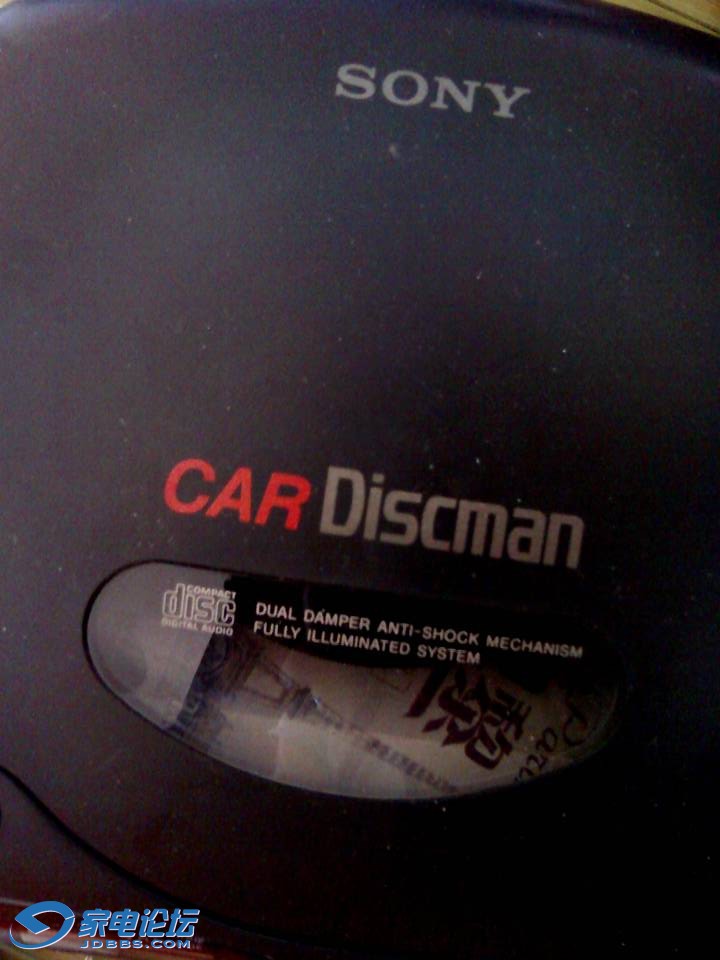 SONY
CAR Discman
COMPACT
disc
DIGITAL AUDIO
DUAL DAMPER ANTI-SHOCK MECHANISM
FULLY ILLUMINATED SYSTEM
家电论坛
JDBBS.COM